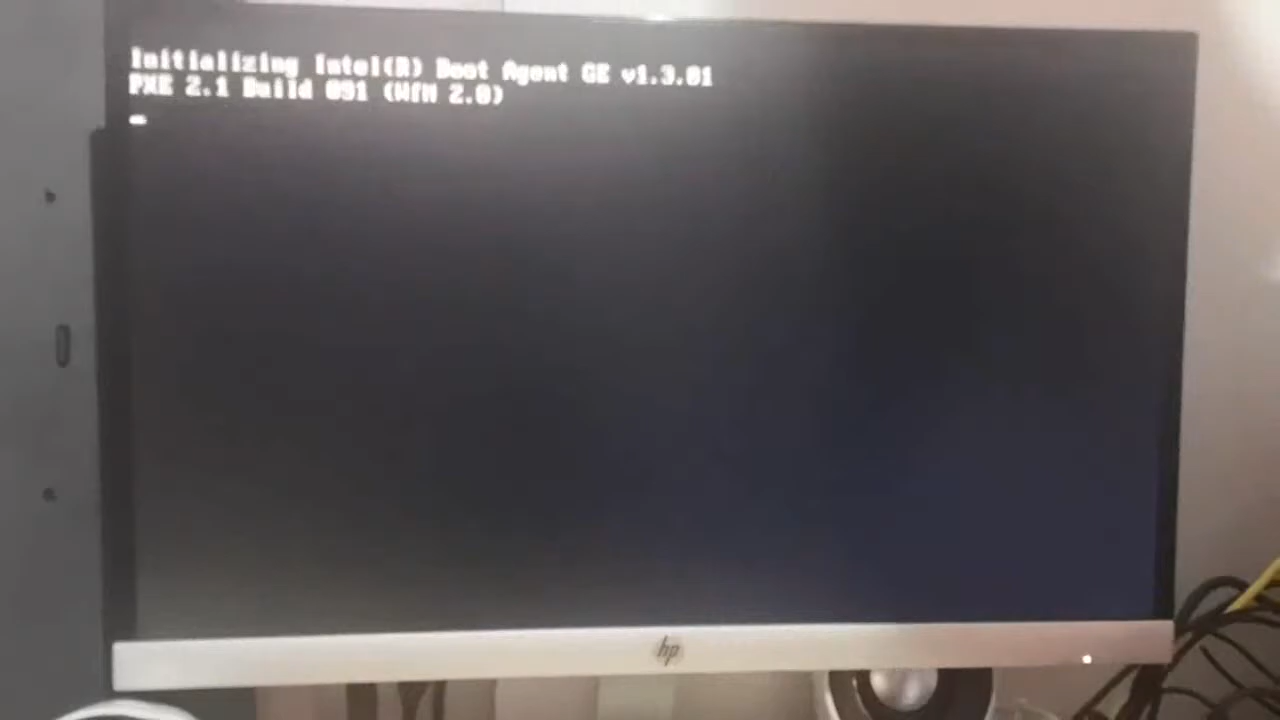 Initializing Intel(R) Boot Agent GE v1.3.81
PXE 2.1 Build 091 (WfM 2.0)
hp